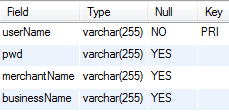 Field Type Null Key
userName varchar(255) NO PRI
pwd varchar(255) YES
merchantName varchar(255) YES
businessName varchar(255) YES